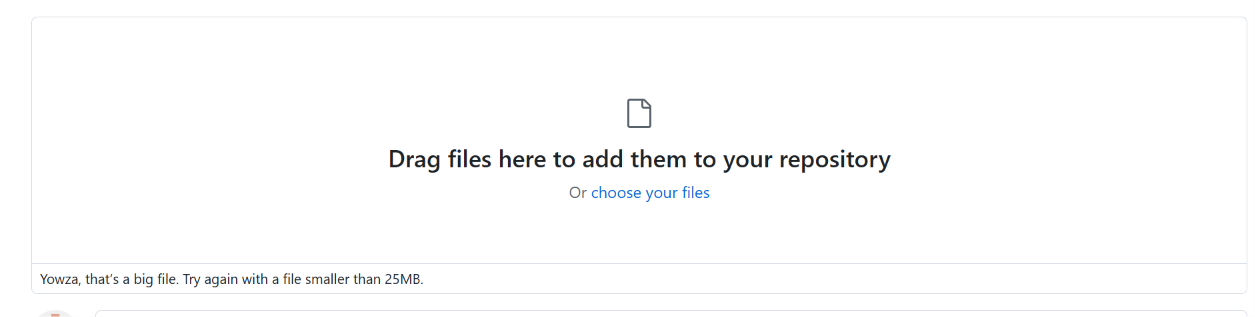 Drag files here to add them to your repository
Or choose your files
Yowza, that’s a big file. Try again with a file smaller than 25MB.